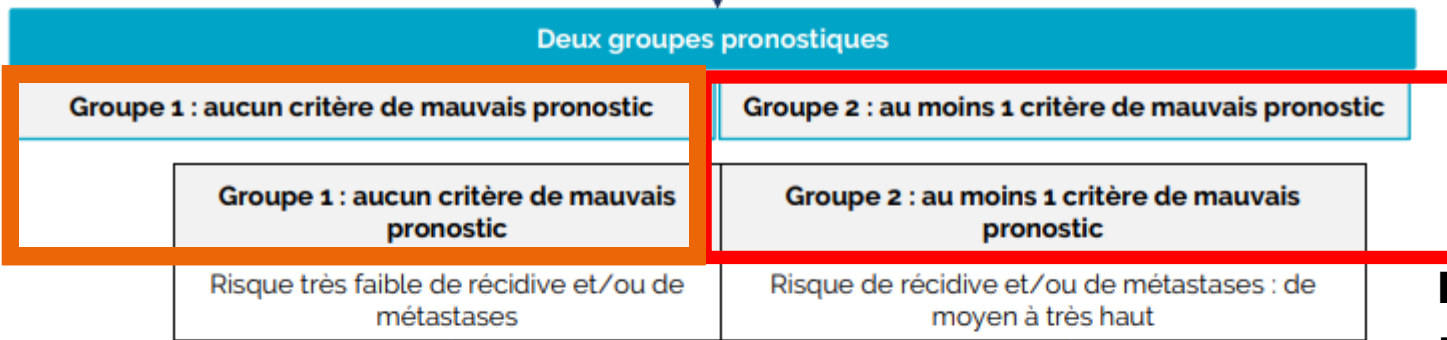 Deux groupes pronostiques
Groupe 1 : aucun critère de mauvais pronostic
Groupe 2 : au moins 1 critère de mauvais pronostic
Groupe 1 : aucun critère de mauvais
pronostic
Groupe 2 : au moins 1 critère de mauvais
pronostic
Risque très faible de récidive et/ou de
métastases
Risque de récidive et/ou de métastases : de
moyen à très haut